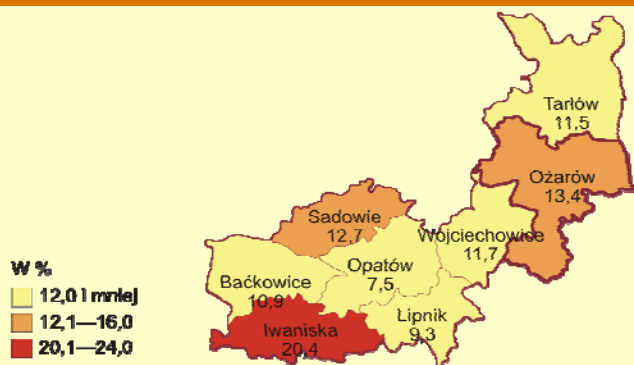 Tarłów
11,5
Ożarów
13,4
Sadowie
12,7
Wojciechowice
11,7
Opatów
7,5
Baćkowice
10,9
Lipnik
9,3
Iwaniska
20,4
W %
12,0 i mniej
12,1—16,0
20,1—24,0